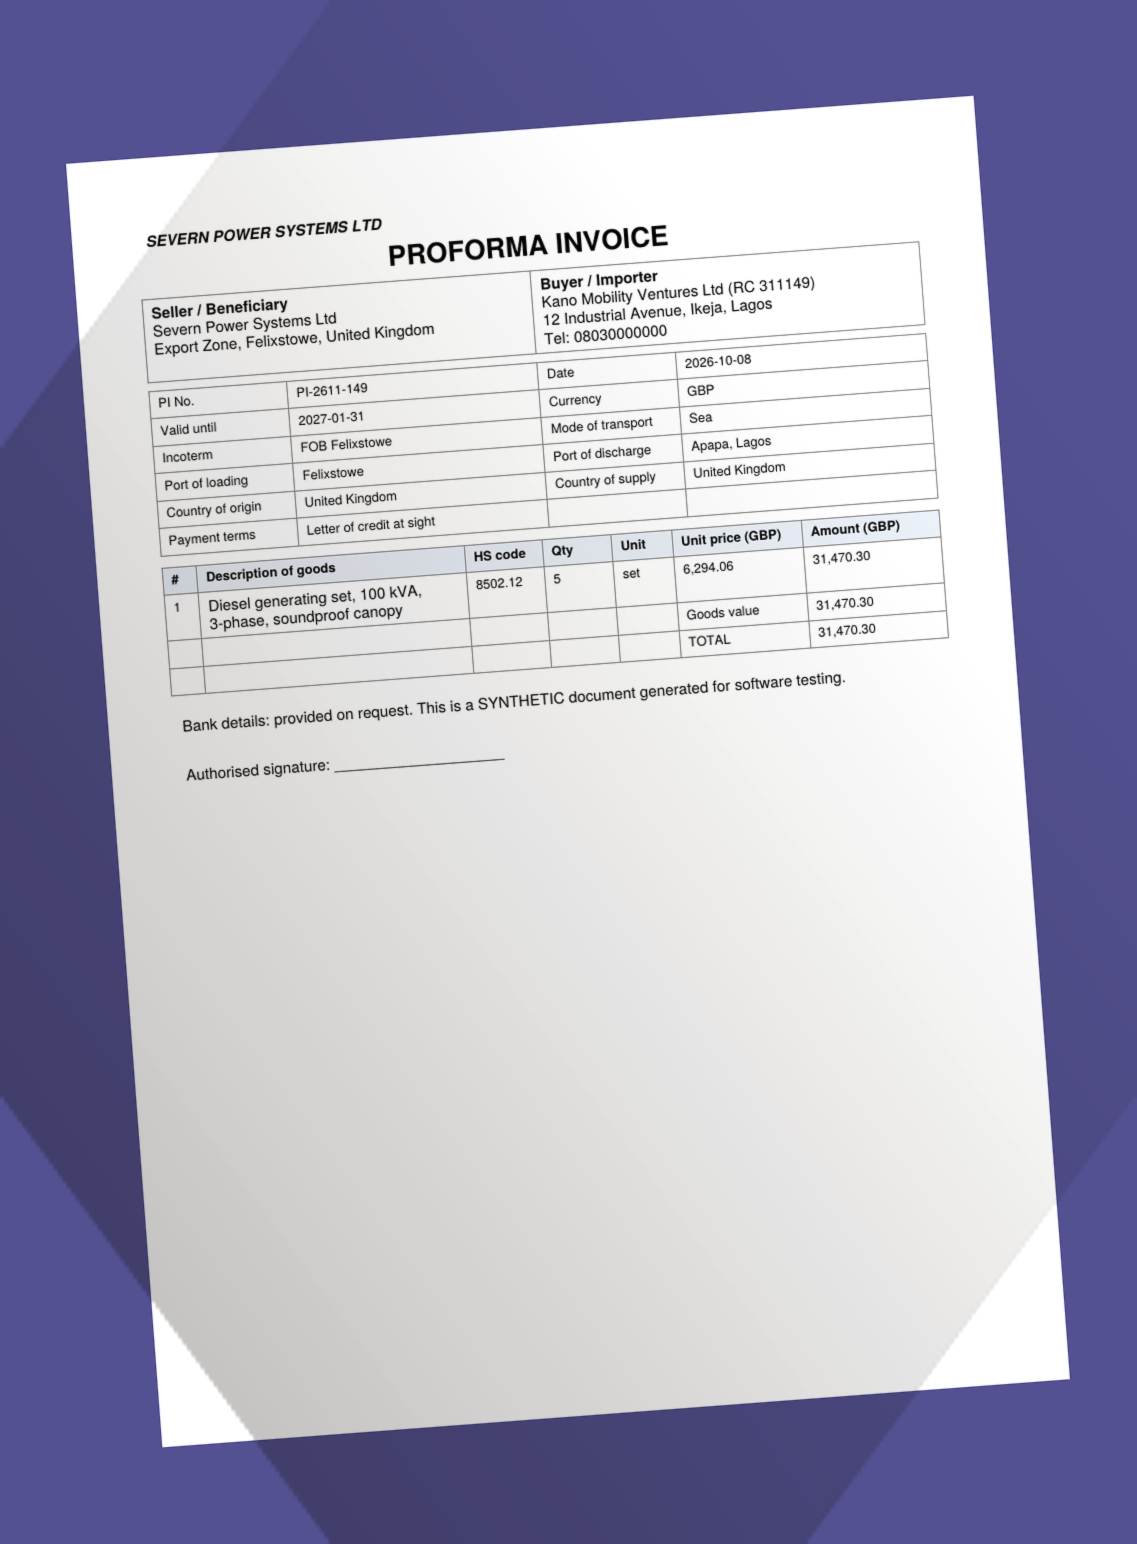 SEVERN POWER SYSTEMS LTD
PROFORMA INVOICE
Seller / Beneficiary
Severn Power Systems Ltd
Export Zone, Felixstowe, United Kingdom
Buyer / Importer
Kano Mobility Ventures Ltd (RC 311149)
12 Industrial Avenue, Ikeja, Lagos
Tel: 08030000000
PI No. PI-2611-149 Date 2026-10-08
Valid until 2027-01-31 Currency GBP
Incoterm FOB Felixstowe Mode of transport Sea
Port of loading Felixstowe Port of discharge Apapa, Lagos
Country of origin United Kingdom Country of supply United Kingdom
Payment terms Letter of credit at sight
# Description of goods HS code Qty Unit Unit price (GBP) Amount (GBP)
1 Diesel generating set, 100 kVA, 8502.12 5 set 6,294.06 31,470.30
3-phase, soundproof canopy
Goods value 31,470.30
TOTAL 31,470.30
Bank details: provided on request. This is a SYNTHETIC document generated for software testing.
Authorised signature: ____________________